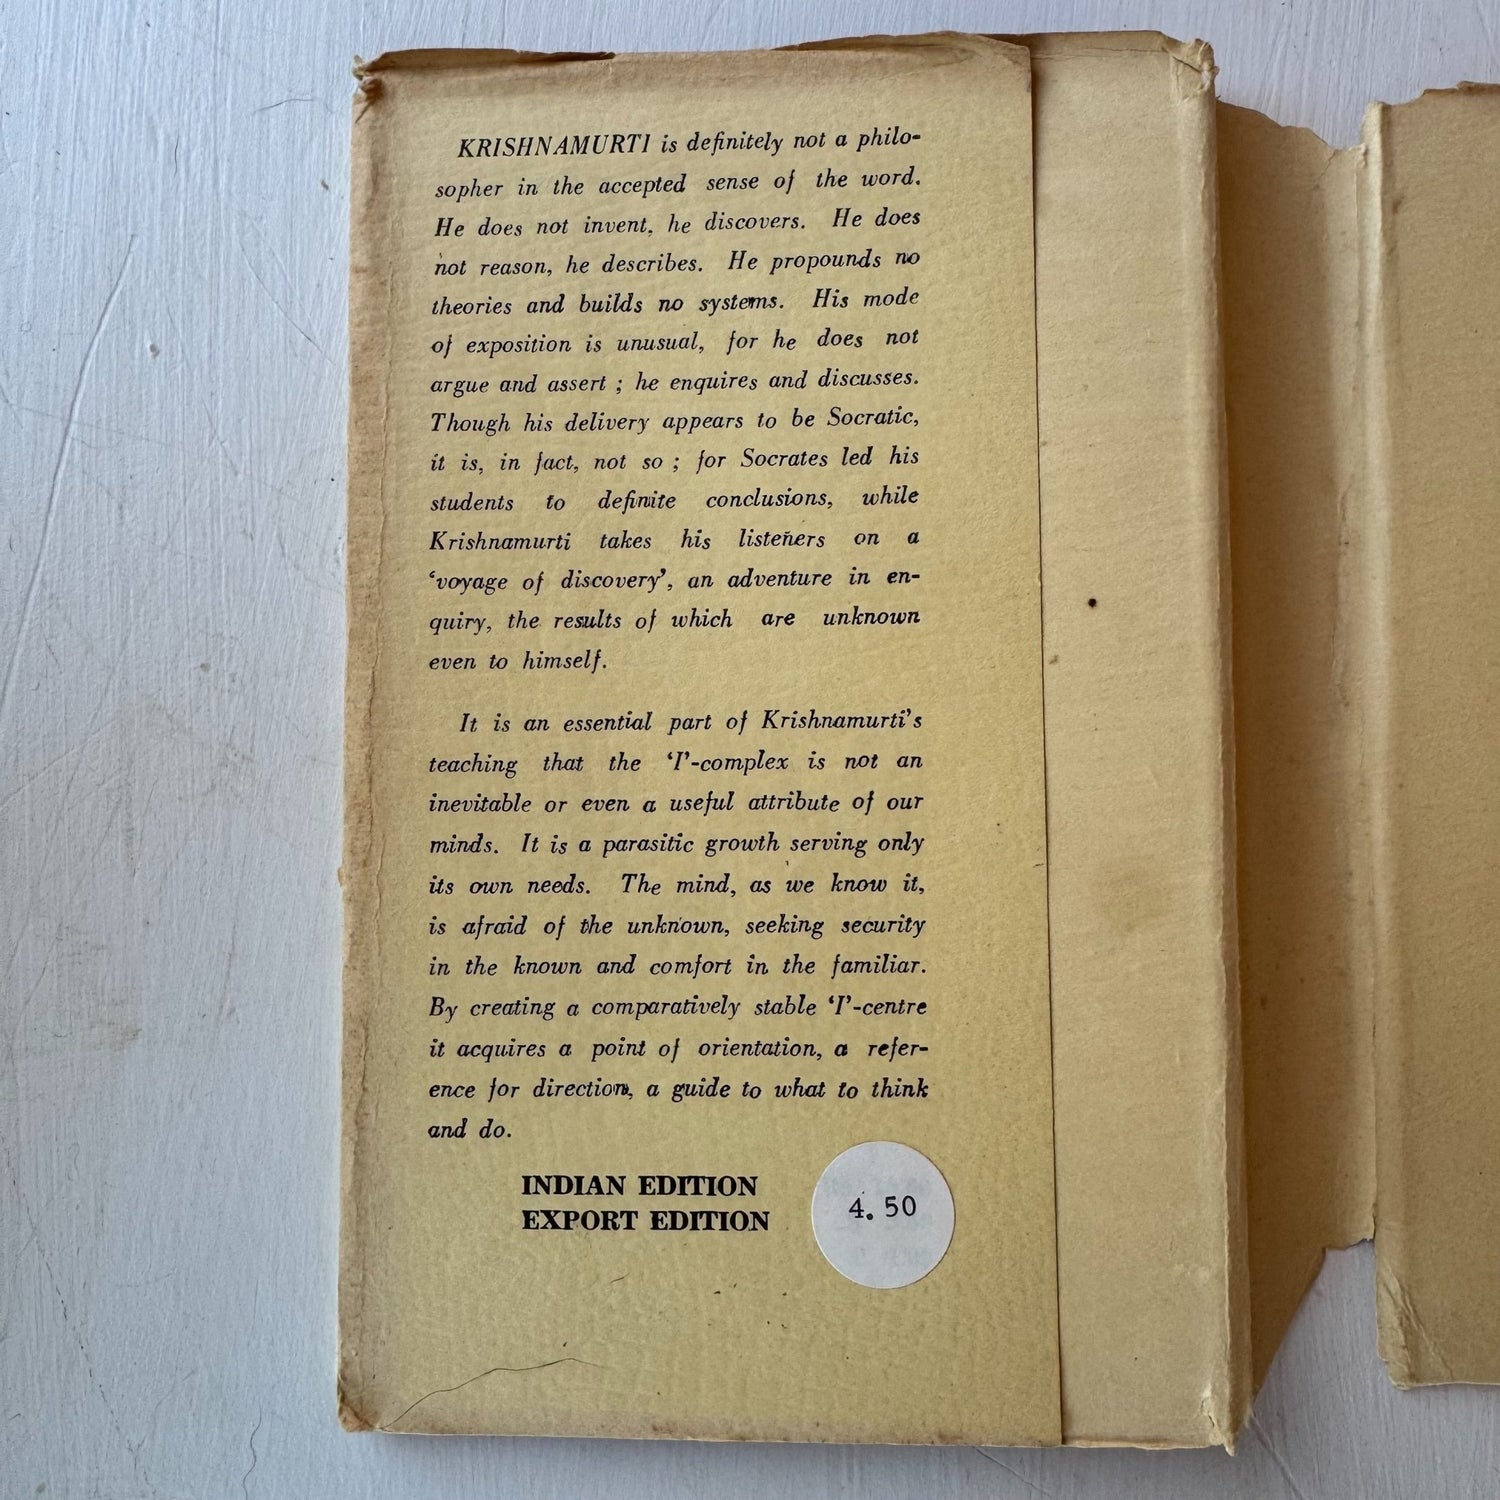 KRISHNAMURTI is definitely not a philo-
sopher in the accepted sense of the word.
He does not invent, he discovers. He does
not reason, he describes. He propounds no
theories and builds no systems. His mode
of exposition is unusual, for he does not
argue and assert ; he enquires and discusses.
Though his delivery appears to be Socratic,
it is, in fact, not so ; for Socrates led his
students to definite conclusions, while
Krishnamurti takes his listeners on a
‘voyage of discovery’, an adventure in en-
quiry, the results of which are unknown
even to himself.
It is an essential part of Krishnamurti's
teaching that the ‘I’-complex is not an
inevitable or even a useful attribute of our
minds. It is a parasitic growth serving only
its own needs. The mind, as we know it,
is afraid of the unknown, seeking security
in the known and comfort in the familiar.
By creating a comparatively stable ‘I’-centre
it acquires a point of orientation, a refer-
ence for direction, a guide to what to think
and do.
INDIAN EDITION
EXPORT EDITION
4.50